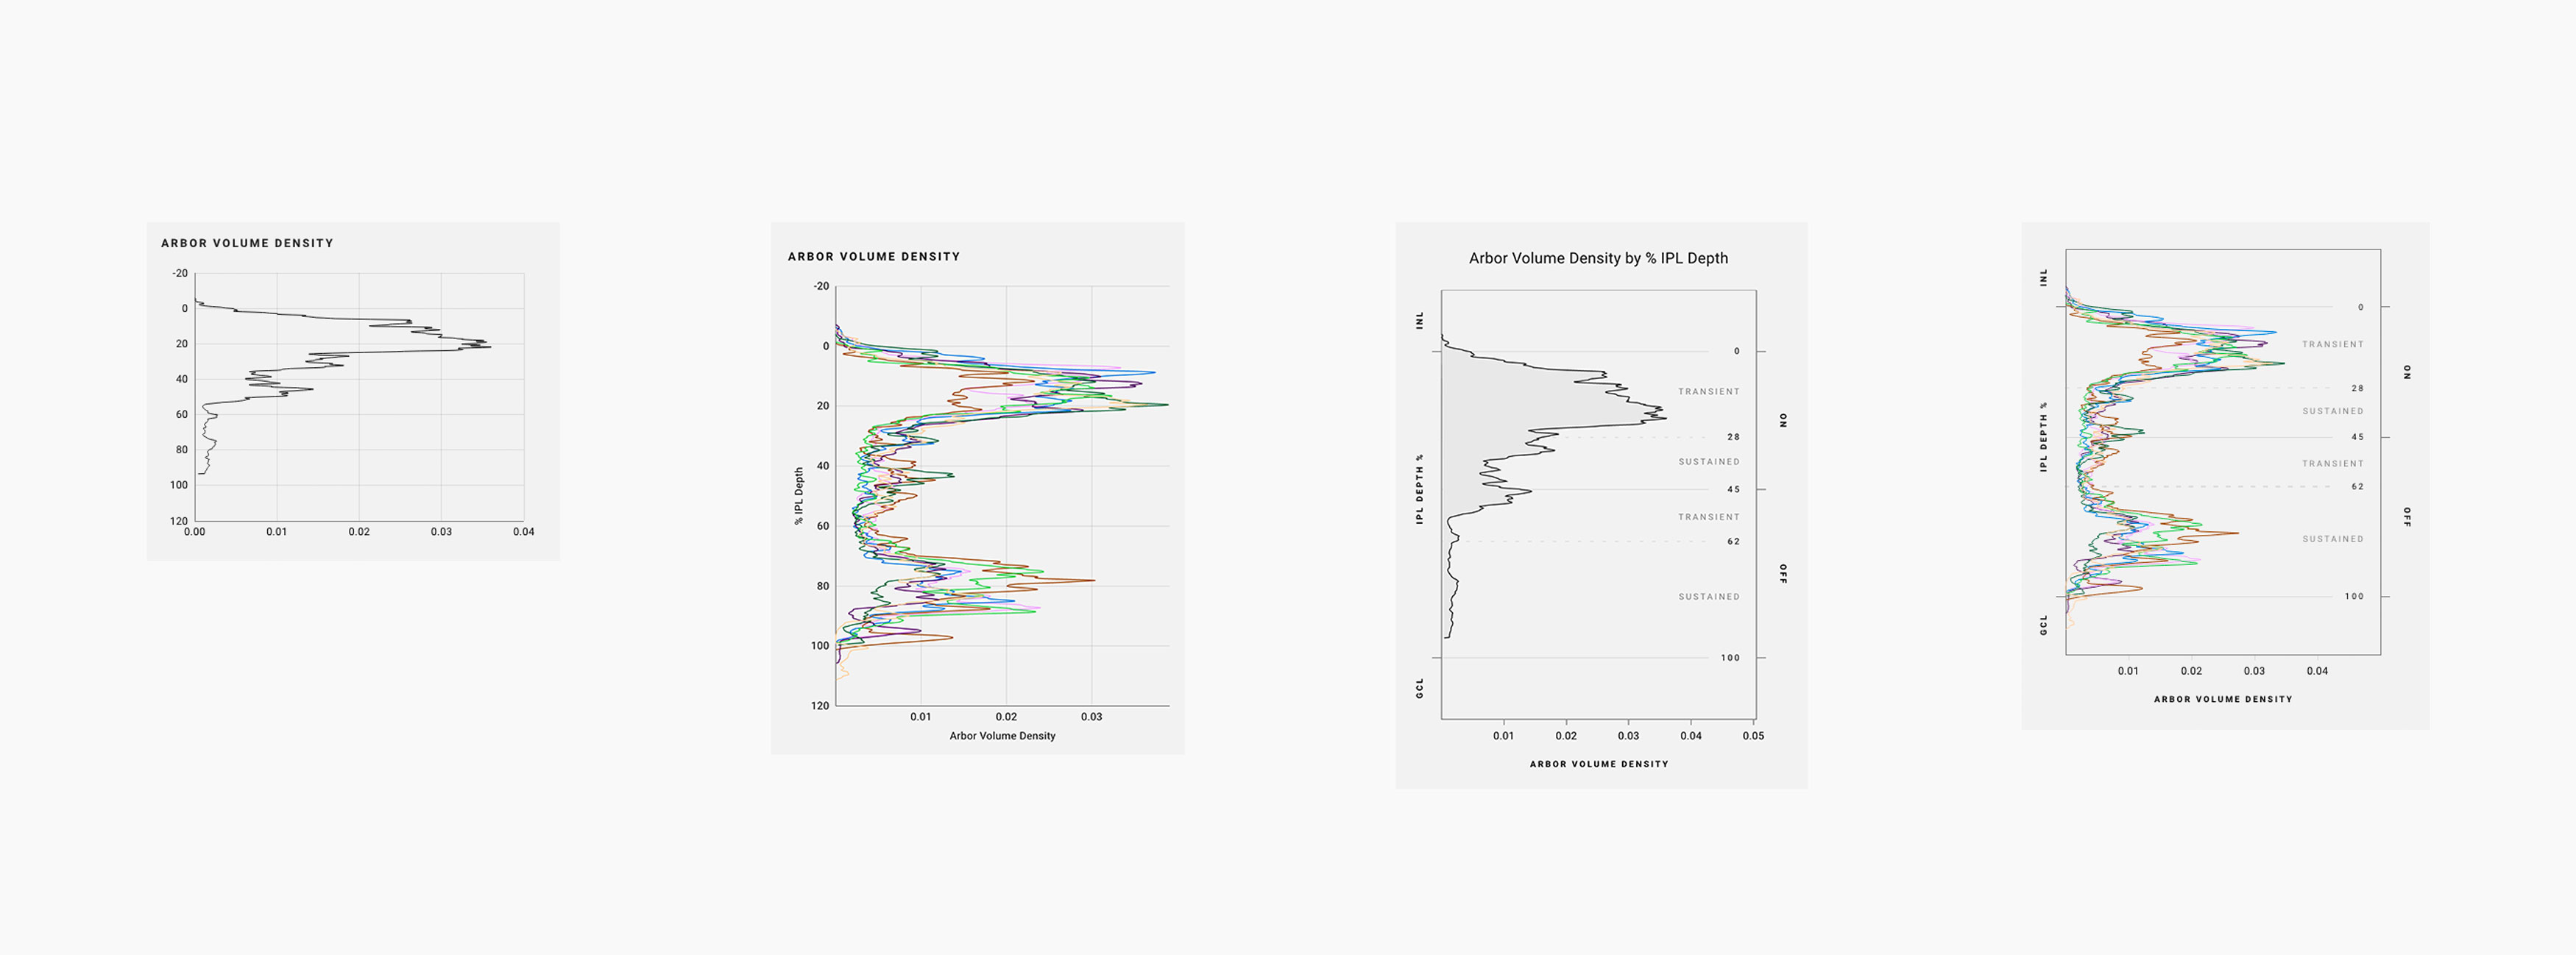 ARBOR VOLUME DENSITY
-20
0
20
40
60
80
100
120
0.00 0.01 0.02 0.03 0.04
ARBOR VOLUME DENSITY
-20
0
20
40
60
80
100
120
% IPL Depth
0.01 0.02 0.03
Arbor Volume Density
Arbor Volume Density by % IPL Depth
INL
IPL DEPTH %
GCL
0
TRANSIENT
28
SUSTAINED
45
TRANSIENT
62
SUSTAINED
100
ON
OFF
0.01 0.02 0.03 0.04 0.05
ARBOR VOLUME DENSITY
INL
IPL DEPTH %
GCL
0
TRANSIENT
28
SUSTAINED
45
TRANSIENT
62
SUSTAINED
100
ON
OFF
0.01 0.02 0.03 0.04
ARBOR VOLUME DENSITY